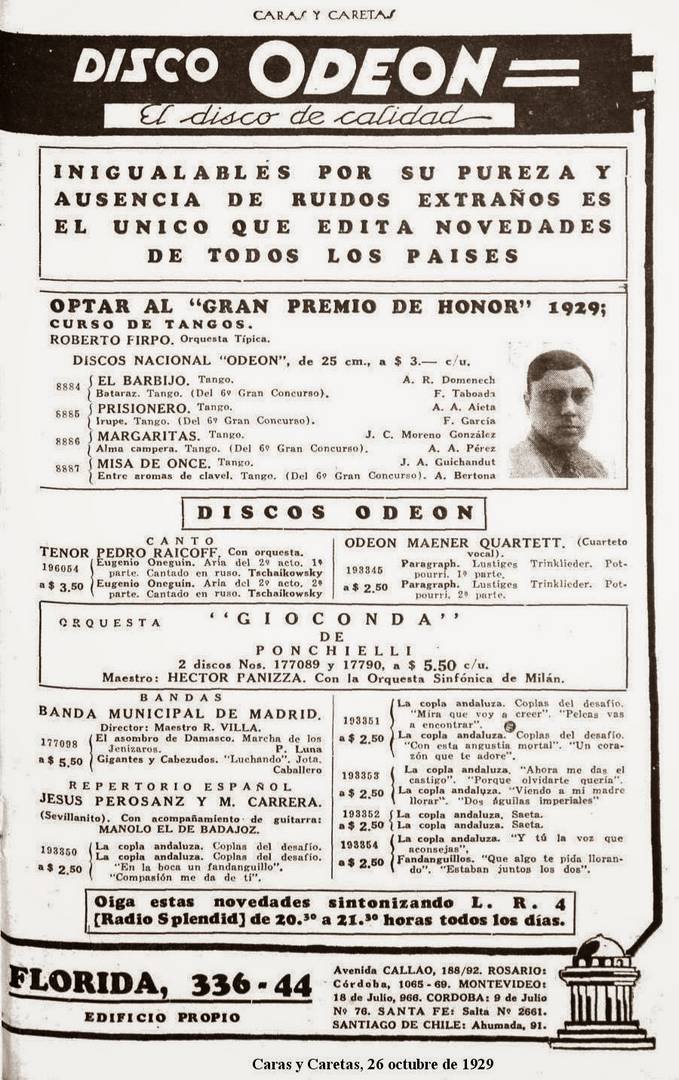 CARAS Y CARETAS
DISCO ODEON
El disco de calidad
INIGUALABLES POR SU PUREZA Y
AUSENCIA DE RUIDOS EXTRAÑOS ES
EL UNICO QUE EDITA NOVEDADES
DE TODOS LOS PAISES
OPTAR AL "GRAN PREMIO DE HONOR" 1929;
CURSO DE TANGOS.
ROBERTO FIRPO. Orquesta Típica.
DISCOS NACIONAL "ODEON", de 25 cm., a $ 3.— c/u.
8884 { EL BARBIJO. Tango. A. R. Domenech
Bataraz. Tango. (Del 6º Gran Concurso). F. Taboada
8885 { PRISIONERO. Tango. A. A. Aieta
Irupe. Tango. (Del 6º Gran Concurso). F. García
8886 { MARGARITAS. Tango. J. C. Moreno González
Alma campera. Tango. (Del 6º Gran Concurso). A. A. Pérez
8887 { MISA DE ONCE. Tango. J. A. Guichandut
Entre aromas de clavel. Tango. (Del 6º Gran Concurso). A. Bertona
DISCOS ODEON
CANTO
TENOR PEDRO RAICOFF, Con orquesta.
196054 { Eugenio Oneguin. Aria del 2º acto, 1ª
parte. Cantado en ruso. Tschaikowsky
a $ 3,50 Eugenio Oneguin. Aria del 2º acto, 2ª
parte. Cantado en ruso. Tschaikowsky
ODEON MAENER QUARTETT. (Cuarteto
vocal).
193345 { Paragraph. Lustiges Trinklieder. Pot-
pourri, 1ª parte,
a $ 2,50 Paragraph. Lustiges Trinklieder. Pot-
pourri, 2ª parte.
ORQUESTA "GIOCONDA"
DE
PONCHIELLI
2 discos Nos. 177089 y 17790, a $ 5.50 c/u.
Maestro: HECTOR PANIZZA. Con la Orquesta Sinfónica de Milán.
BANDAS
BANDA MUNICIPAL DE MADRID.
Director: Maestro R. VILLA.
177098 { El asombro de Damasco. Marcha de los
Jenizaros. P. Luna
a $ 5,50 Gigantes y Cabezudos. "Luchando". Jota.
Caballero
REPERTORIO ESPAÑOL
JESUS PEROSANZ Y M. CARRERA.
(Sevillanito). Con acompañamiento de guitarra:
MANOLO EL DE BADAJOZ.
193350 { La copla andaluza. Coplas del desafío.
La copla andaluza. Coplas del desafío.
a $ 2,50 "En la boca un fandanguillo".
"Compasión me da de tí".
193351 { La copla andaluza. Coplas del desafío.
"Mira que voy a creer". "Peleas vas
a encontrar".
a $ 2,50 La copla andaluza. Coplas del desafío.
"Con esta angustia mortal". "Un cora-
zón que te adore".
193353 { La copla andaluza. "Ahora me das el
castigo". "Porque olvidarte quería".
a $ 2,50 La copla andaluza. "Viendo a mi madre
llorar". "Dos águilas imperiales"
193352 { La copla andaluza. Saeta.
a $ 2,50 La copla andaluza. Saeta.
193354 { La copla andaluza. "Y tú la voz que
aconsejas",
a $ 2,50 Fandanguillos. "Que algo te pida lloran-
do". "Estaban juntos los dos".
Oiga estas novedades sintonizando L. R. 4
[Radio Splendid] de 20.30 a 21.30 horas todos los días.
FLORIDA, 336-44
EDIFICIO PROPIO
Avenida CALLAO, 188/92. ROSARIO:
Córdoba, 1065-69. MONTEVIDEO:
18 de Julio, 966. CORDOBA: 9 de Julio
Nº 76. SANTA FE: Salta Nº 2661.
SANTIAGO DE CHILE: Ahumada, 91.
Caras y Caretas, 26 octubre de 1929